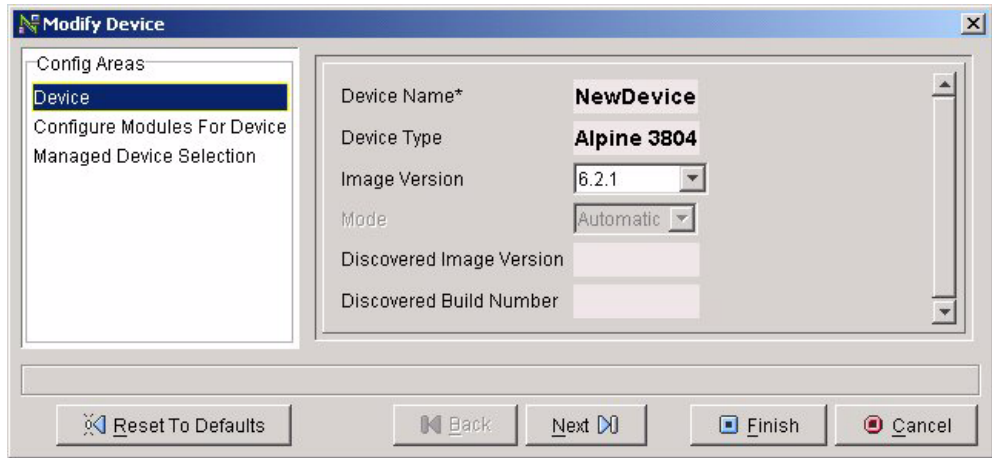 Modify Device
Config Areas
Device
Configure Modules For Device
Managed Device Selection
Device Name* NewDevice
Device Type Alpine 3804
Image Version 6.2.1
Mode Automatic
Discovered Image Version
Discovered Build Number
Reset To Defaults Back Next Finish Cancel